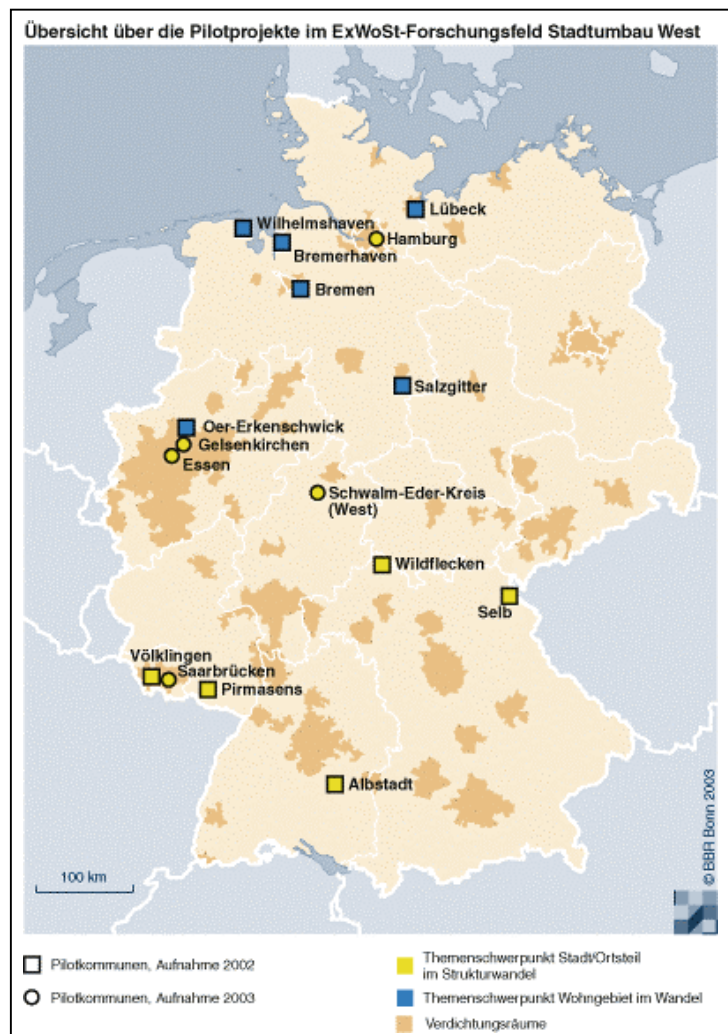 Übersicht über die Pilotprojekte im ExWoSt-Forschungsfeld Stadtumbau West
Wilhelmshaven
Lübeck
Hamburg
Bremerhaven
Bremen
Salzgitter
Oer-Erkenschwick
Gelsenkirchen
Essen
Schwalm-Eder-Kreis
(West)
Wildflecken
Selb
Völklingen
Saarbrücken
Pirmasens
Albstadt
100 km
© BBR Bonn 2003
Pilotkommunen, Aufnahme 2002
Pilotkommunen, Aufnahme 2003
Themenschwerpunkt Stadt/Ortsteil
im Strukturwandel
Themenschwerpunkt Wohngebiet im Wandel
Verdichtungsräume